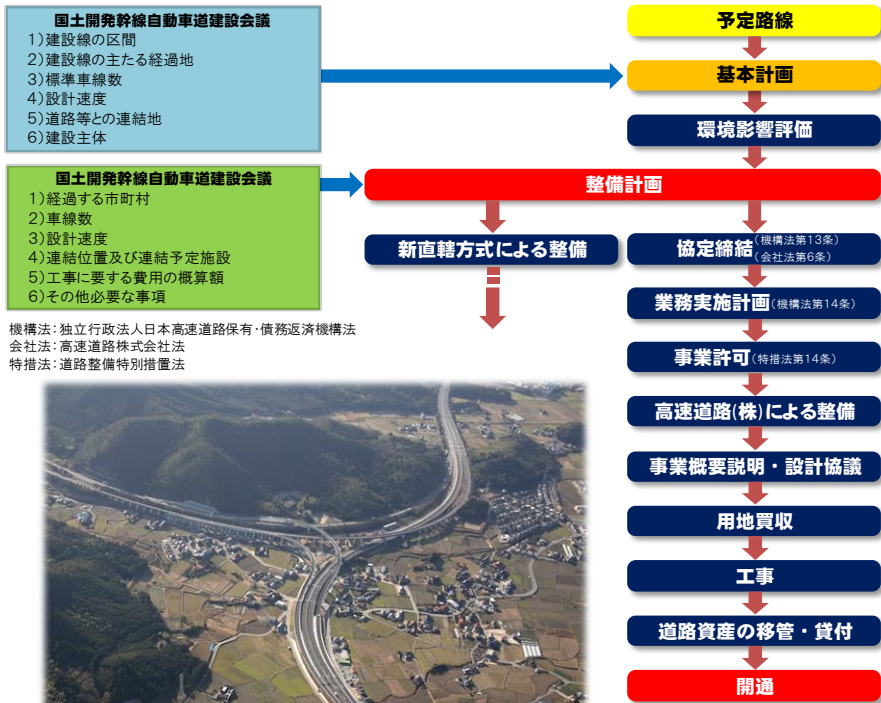 国土開発幹線自動車道建設会議
1)建設線の区間
2)建設線の主たる経過地
3)標準車線数
4)設計速度
5)道路等との連結地
6)建設主体
国土開発幹線自動車道建設会議
1)経過する市町村
2)車線数
3)設計速度
4)連結位置及び連結予定施設
5)工事に要する費用の概算額
6)その他必要な事項
機構法:独立行政法人日本高速道路保有・債務返済機構法
会社法:高速道路株式会社法
特措法:道路整備特別措置法
予定路線
基本計画
環境影響評価
整備計画
新直轄方式による整備
協定締結(機構法第13条)
(会社法第6条)
業務実施計画(機構法第14条)
事業許可(特措法第14条)
高速道路(株)による整備
事業概要説明・設計協議
用地買収
工事
道路資産の移管・貸付
開通